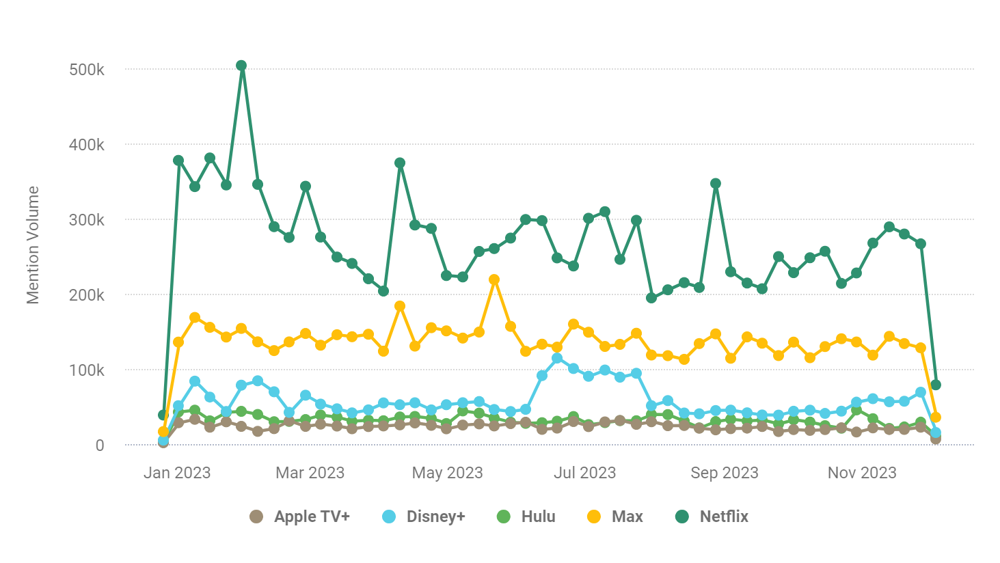 500k
400k
300k
200k
100k
0
Mention Volume
Jan 2023 Mar 2023 May 2023 Jul 2023 Sep 2023 Nov 2023
Apple TV+ Disney+ Hulu Max Netflix